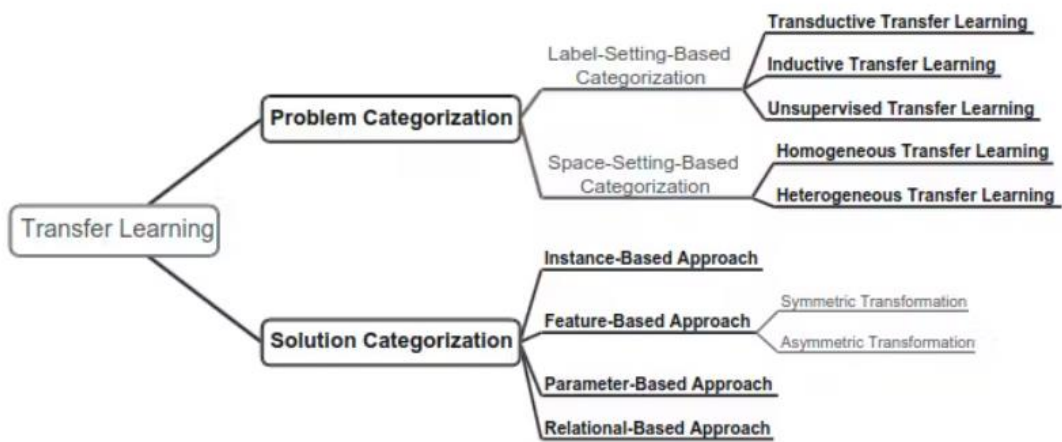 Transfer Learning
Problem Categorization
Label-Setting-Based
Categorization
Transductive Transfer Learning
Inductive Transfer Learning
Unsupervised Transfer Learning
Space-Setting-Based
Categorization
Homogeneous Transfer Learning
Heterogeneous Transfer Learning
Solution Categorization
Instance-Based Approach
Feature-Based Approach
Symmetric Transformation
Asymmetric Transformation
Parameter-Based Approach
Relational-Based Approach